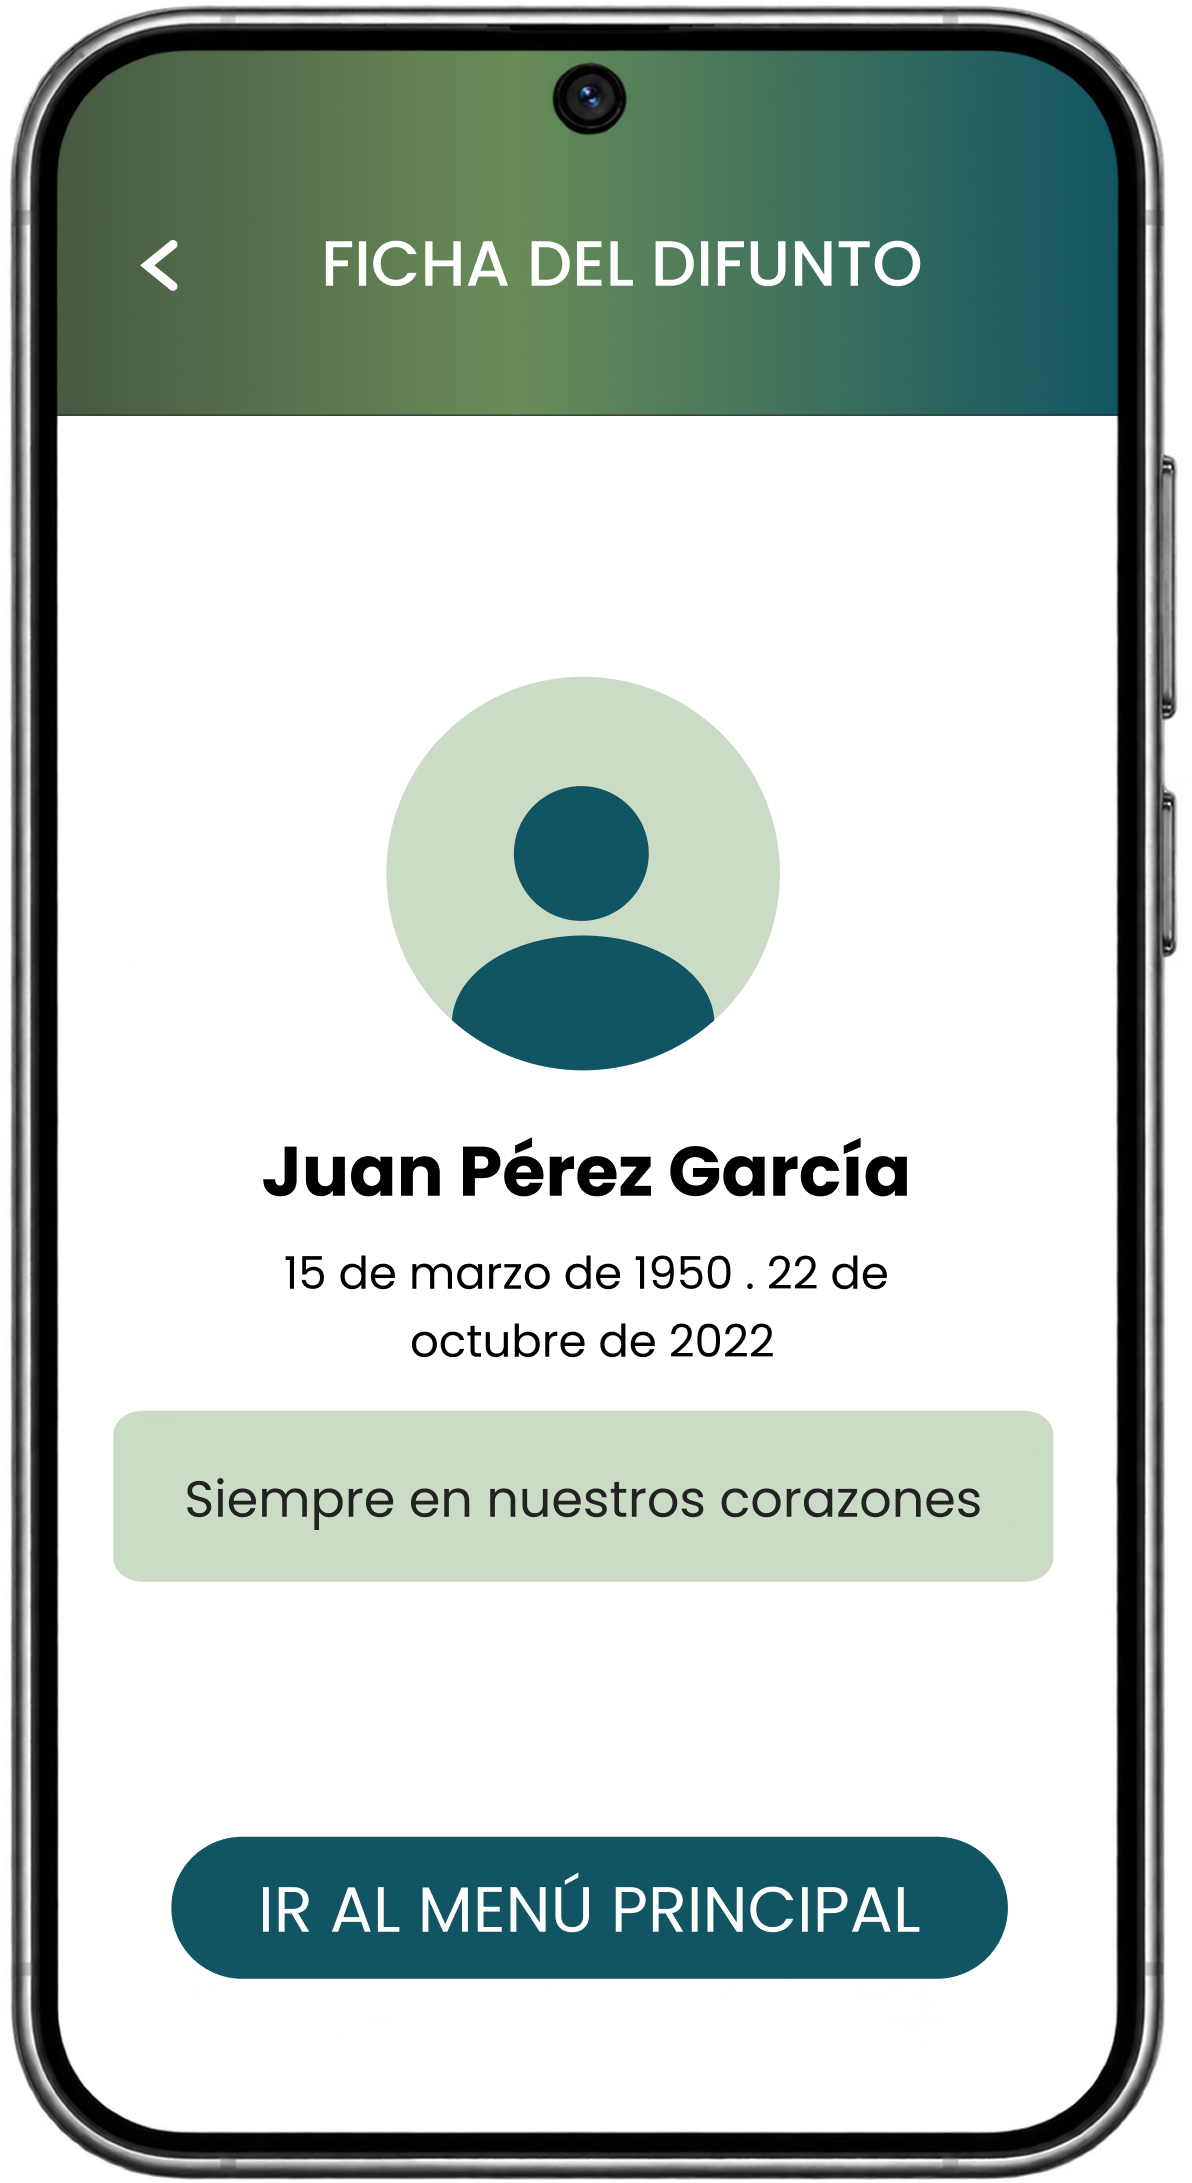 FICHA DEL DIFUNTO
Juan Pérez García
15 de marzo de 1950 . 22 de
octubre de 2022
Siempre en nuestros corazones
IR AL MENÚ PRINCIPAL